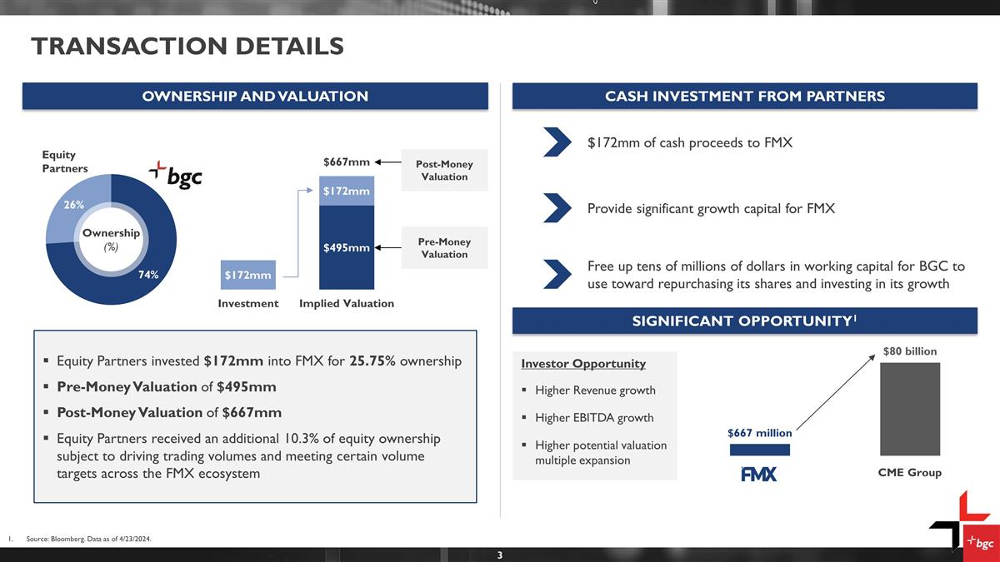 TRANSACTION DETAILS
OWNERSHIP AND VALUATION
Equity
Partners
bgc
26%
Ownership
(%)
74%
$667mm
Post-Money
Valuation
$172mm
$495mm
Pre-Money
Valuation
$172mm
Investment
Implied Valuation
▪ Equity Partners invested $172mm into FMX for 25.75% ownership
▪ Pre-Money Valuation of $495mm
▪ Post-Money Valuation of $667mm
▪ Equity Partners received an additional 10.3% of equity ownership
subject to driving trading volumes and meeting certain volume
targets across the FMX ecosystem
CASH INVESTMENT FROM PARTNERS
$172mm of cash proceeds to FMX
Provide significant growth capital for FMX
Free up tens of millions of dollars in working capital for BGC to
use toward repurchasing its shares and investing in its growth
SIGNIFICANT OPPORTUNITY¹
Investor Opportunity
▪ Higher Revenue growth
▪ Higher EBITDA growth
▪ Higher potential valuation
multiple expansion
$80 billion
$667 million
FMX
CME Group
1. Source: Bloomberg. Data as of 4/23/2024.
bgc
3